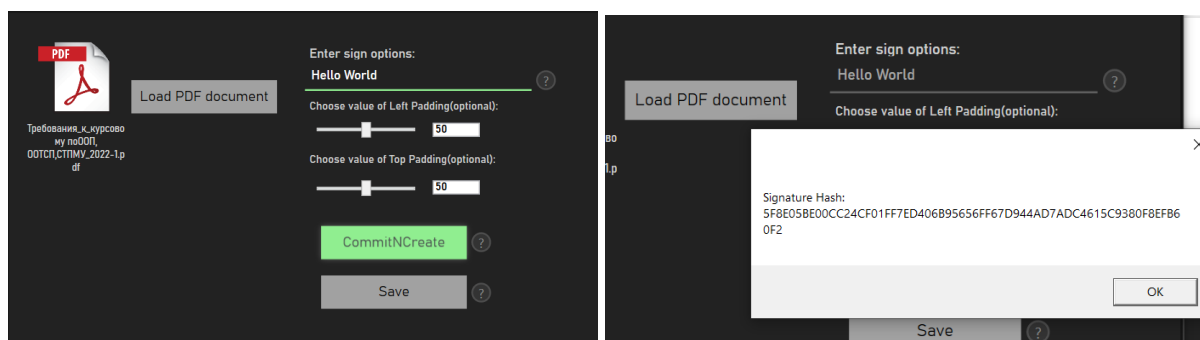 PDF
Требования_к_курсово
му поООП,
ООТСП,СТПМУ_2022-1.p
df
Load PDF document
Enter sign options:
Hello World
?
Choose value of Left Padding(optional):
50
Choose value of Top Padding(optional):
50
CommitNCreate
?
Save
?
Enter sign options:
Hello World
?
Load PDF document
Choose value of Left Padding(optional):
во
1.p
Signature Hash:
5F8E05BE00CC24CF01FF7ED406B95656FF67D944AD7ADC4615C9380F8EFB6
0F2
OK
Save
?